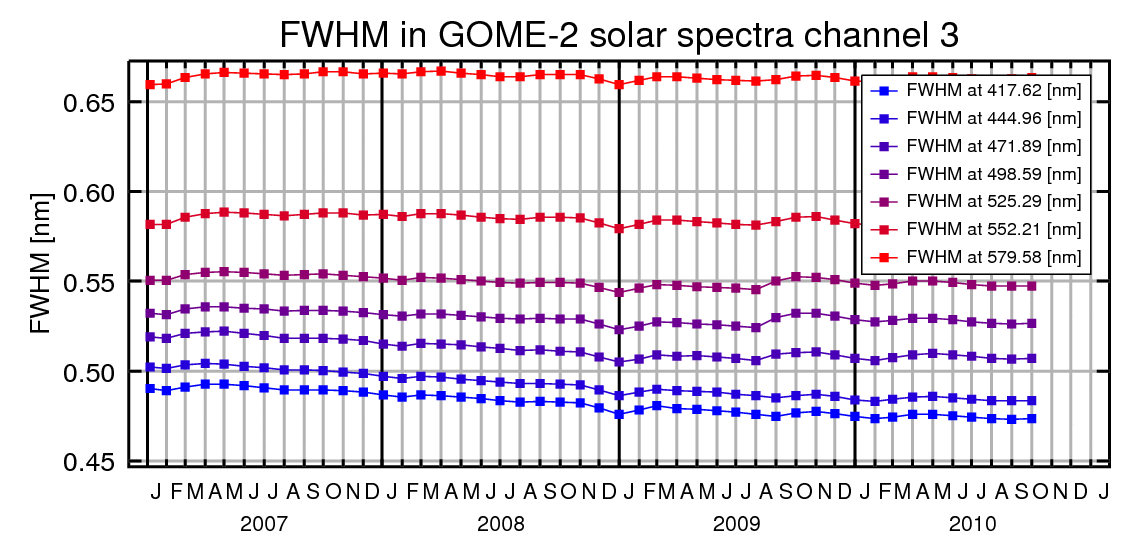 FWHM in GOME-2 solar spectra channel 3
FWHM [nm]
0.65
0.60
0.55
0.50
0.45
FWHM at 417.62 [nm]
FWHM at 444.96 [nm]
FWHM at 471.89 [nm]
FWHM at 498.59 [nm]
FWHM at 525.29 [nm]
FWHM at 552.21 [nm]
FWHM at 579.58 [nm]
J F M A M J J A S O N D J F M A M J J A S O N D J F M A M J J A S O N D J F M A M J J A S O N D J
2007 2008 2009 2010